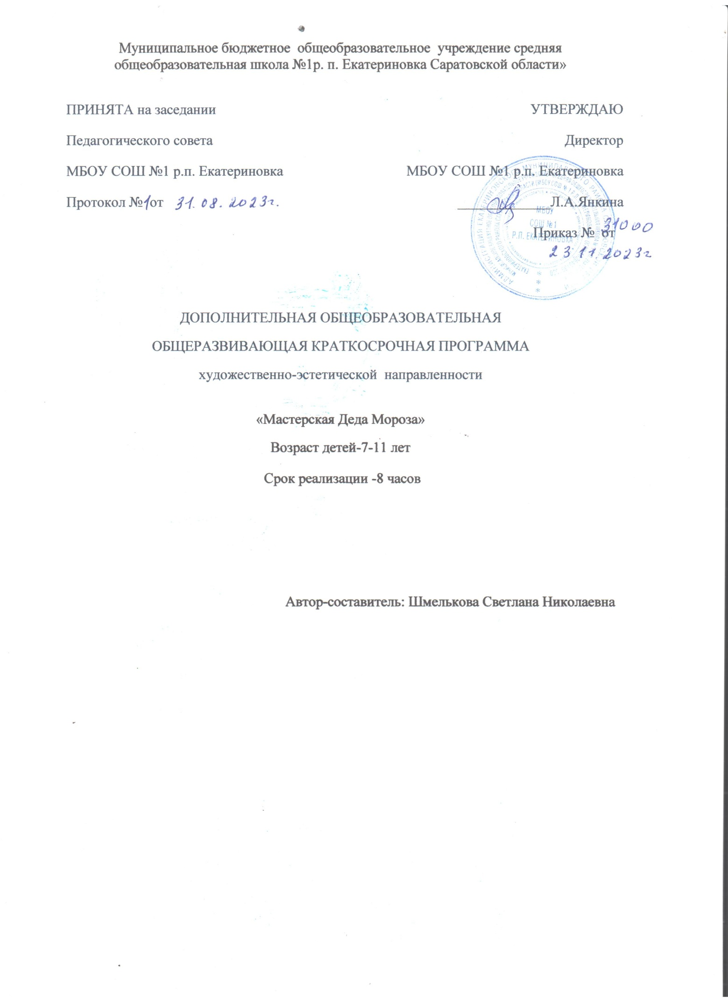 Муниципальное бюджетное  общеобразовательное  учреждение средняя
общеобразовательная школа №1р. п. Екатериновка Саратовской области»
ПРИНЯТА на заседании
УТВЕРЖДАЮ
Педагогического совета
Директор
МБОУ СОШ №1 р.п. Екатериновка
МБОУ СОШ №1 р.п. Екатериновка
Протокол №1от 31.08.2023г.
Л.А.Янкина
МБОУ
СОШ №1
Р.П. ЕКАТЕРИНОВКА
Приказ № от
23 11.2023г
ДОПОЛНИТЕЛЬНАЯ ОБЩЕОБРАЗОВАТЕЛЬНАЯ
ОБЩЕРАЗВИВАЮЩАЯ КРАТКОСРОЧНАЯ ПРОГРАММА
художественно-эстетической  направленности
«Мастерская Деда Мороза»
Возраст детей-7-11 лет
Срок реализации -8 часов
Автор-составитель: Шмелькова Светлана Николаевна